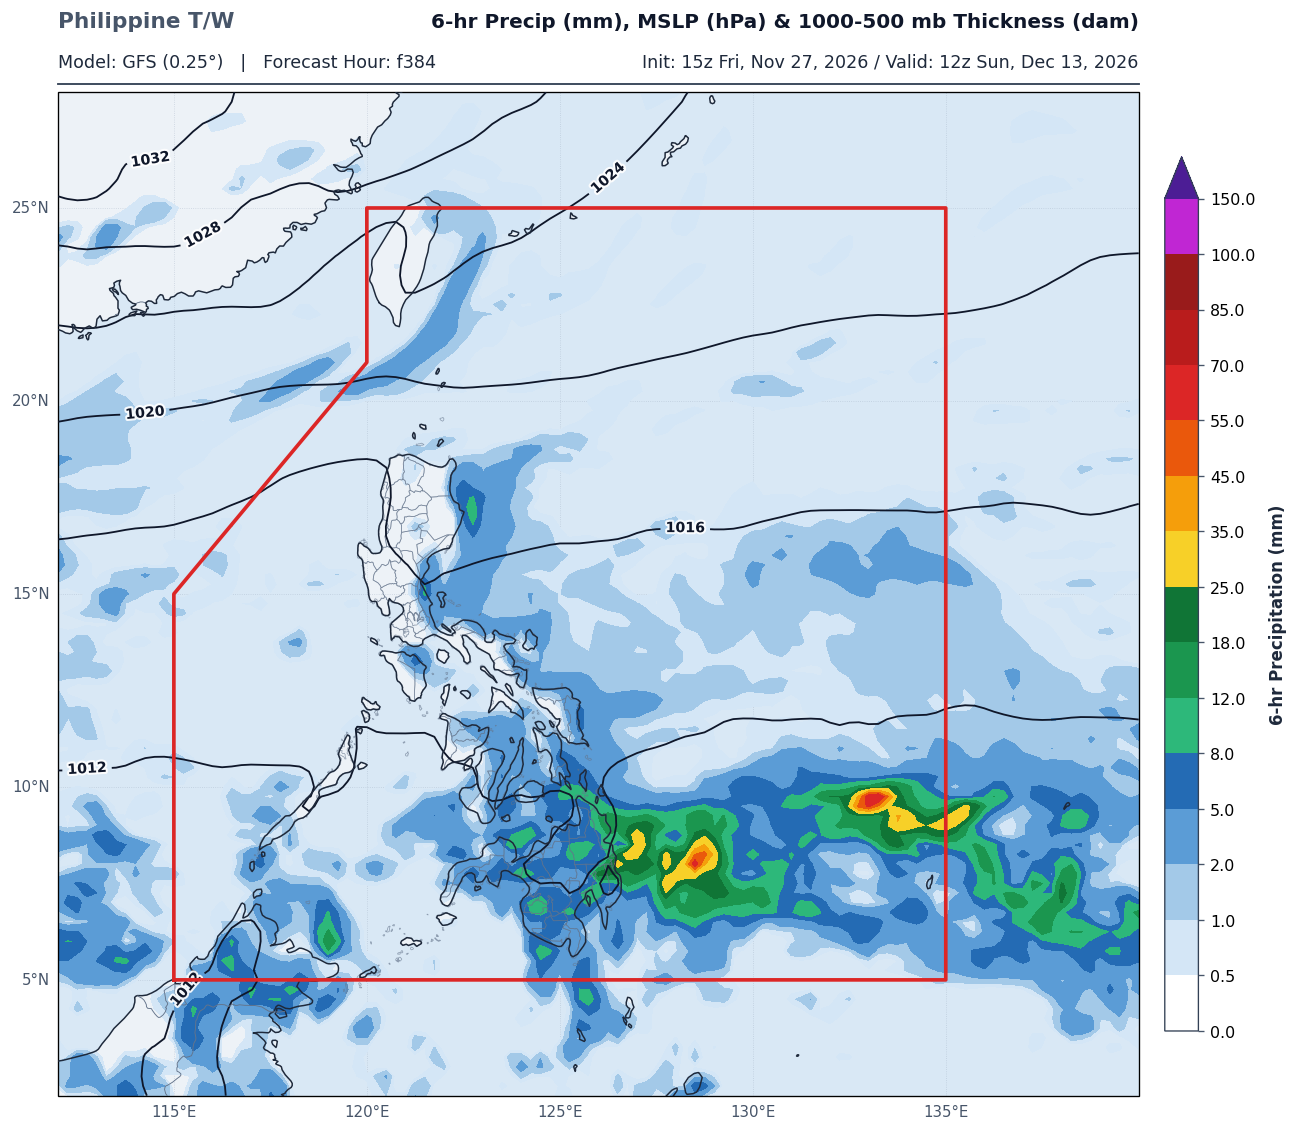 Philippine T/W
6-hr Precip (mm), MSLP (hPa) & 1000-500 mb Thickness (dam)
Model: GFS (0.25°) | Forecast Hour: f384
Init: 15z Fri, Nov 27, 2026 / Valid: 12z Sun, Dec 13, 2026
1032
1028
1024
1020
1016
1012
1012
25°N
20°N
15°N
10°N
5°N
115°E
120°E
125°E
130°E
135°E
150.0
100.0
85.0
70.0
55.0
45.0
35.0
25.0
18.0
12.0
8.0
5.0
2.0
1.0
0.5
0.0
6-hr Precipitation (mm)